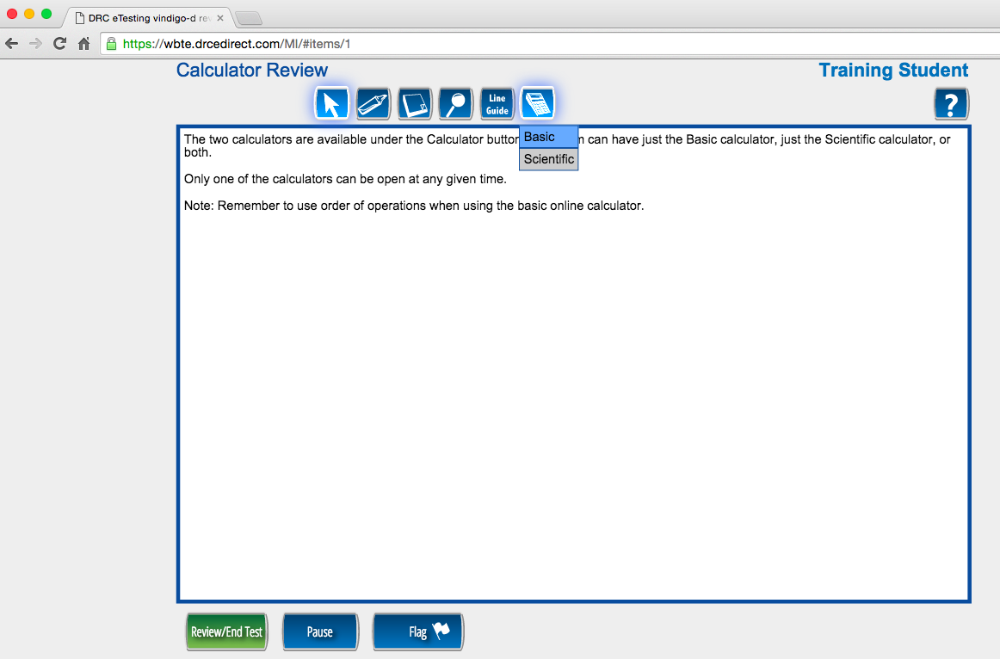 DRC eTesting vindigo-d rev
https://wbte.drcedirect.com/MI/#items/1
Calculator Review
Training Student
Line
Guide
?
The two calculators are available under the Calculator button can have just the Basic calculator, just the Scientific calculator, or
both.
Basic
Scientific
Only one of the calculators can be open at any given time.
Note: Remember to use order of operations when using the basic online calculator.
Review/End Test
Pause
Flag